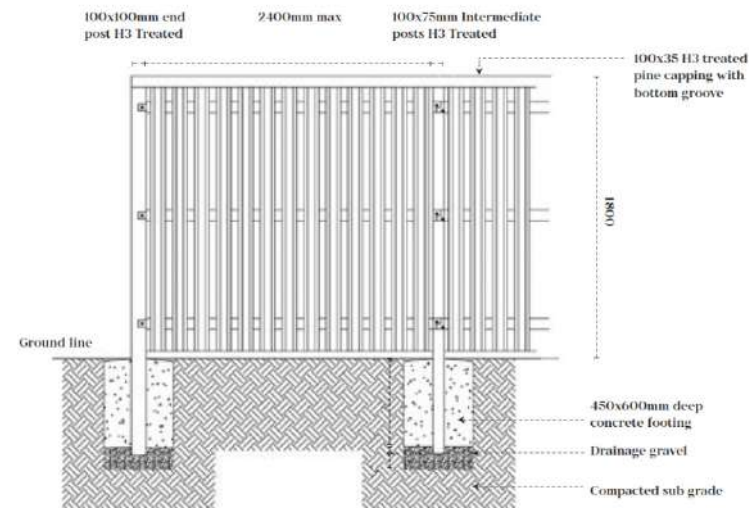 100x100mm end
post H3 Treated
2400mm max
100x75mm Intermediate
posts H3 Treated
100x35 H3 treated
pine capping with
bottom groove
1800
Ground line
450x600mm deep
concrete footing
Drainage gravel
Compacted sub grade